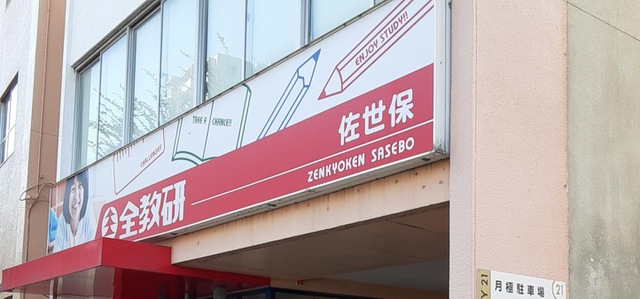 ENJOY STUDY!!
TAKE A CHANCE!!
CHALLENGE!!
佐世保
ZENKYOKEN SASEBO
全教研
月極駐車場
21
Y 21